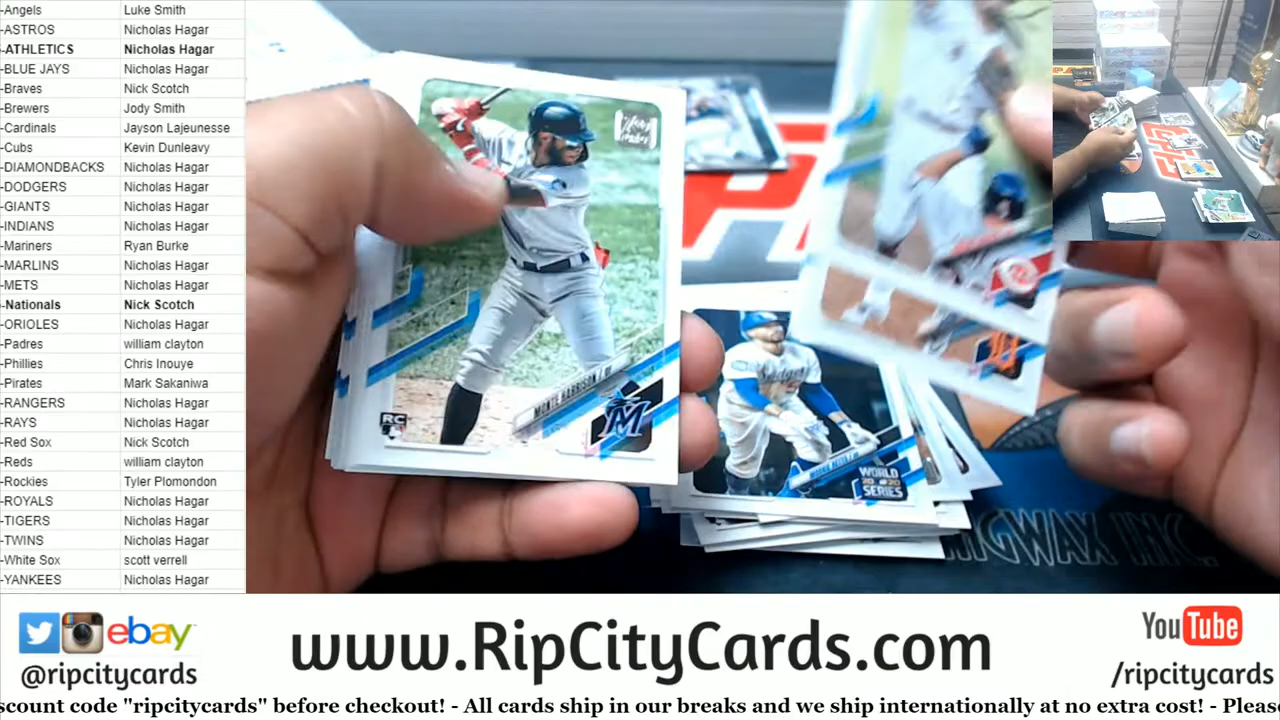 -Angels Luke Smith
-ASTROS Nicholas Hagar
-ATHLETICS Nicholas Hagar
-BLUE JAYS Nicholas Hagar
-Braves Nick Scotch
-Brewers Jody Smith
-Cardinals Jayson Lajeunesse
-Cubs Kevin Dunleavy
-DIAMONDBACKS Nicholas Hagar
-DODGERS Nicholas Hagar
-GIANTS Nicholas Hagar
-INDIANS Nicholas Hagar
-Mariners Ryan Burke
-MARLINS Nicholas Hagar
-METS Nicholas Hagar
-Nationals Nick Scotch
-ORIOLES Nicholas Hagar
-Padres william clayton
-Phillies Chris Inouye
-Pirates Mark Sakaniwa
-RANGERS Nicholas Hagar
-RAYS Nicholas Hagar
-Red Sox Nick Scotch
-Reds william clayton
-Rockies Tyler Plomondon
-ROYALS Nicholas Hagar
-TIGERS Nicholas Hagar
-TWINS Nicholas Hagar
-White Sox scott verrell
-YANKEES Nicholas Hagar
MONTE HARRISON
RC
M
Dodgers
WORLD
2020
SERIES
IGWAX INC.
ebay
@ripcitycards
www.RipCityCards.com
YouTube
/ripcitycards
scount code "ripcitycards" before checkout! - All cards ship in our breaks and we ship internationally at no extra cost! - Pleas